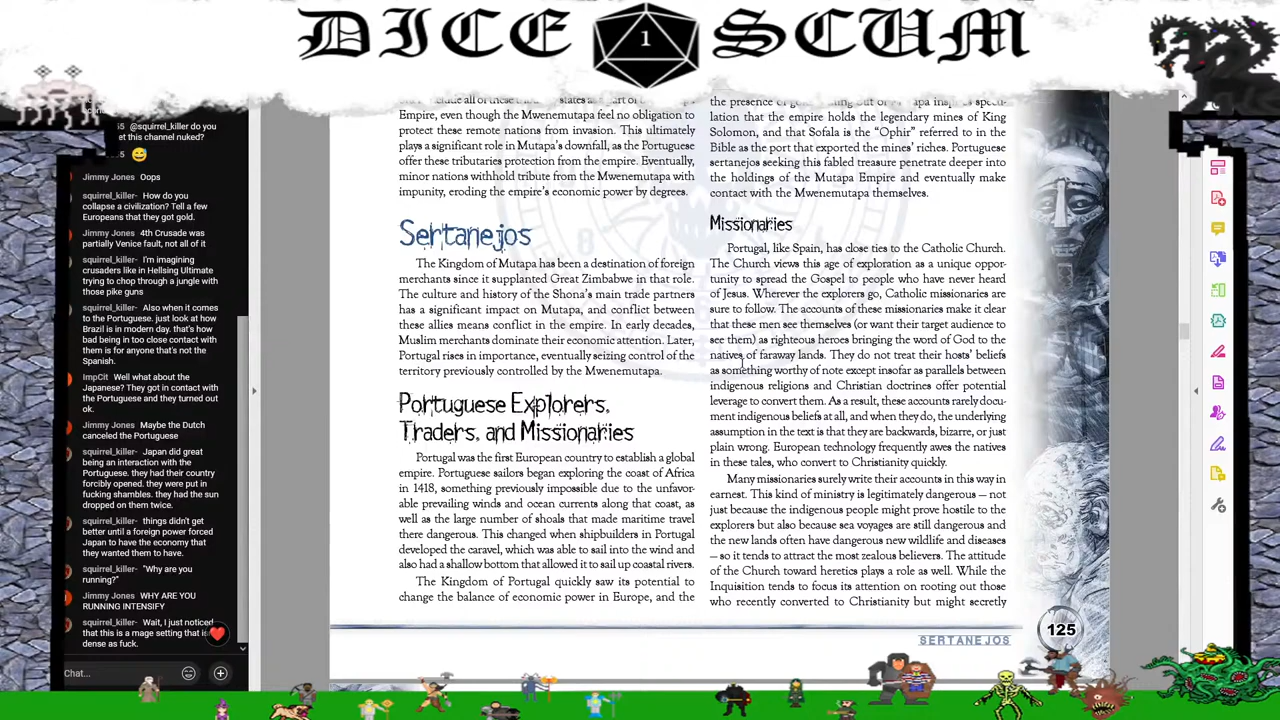 DICE 1 SCUM
@squirrel_killer do you
et this channel nuked?
Jimmy Jones Oops
squirrel_killer- How do you
collapse a civilization? Tell a few
Europeans that they got gold.
Jimmy Jones 4th Crusade was
partially Venice fault, not all of it
squirrel_killer- I'm imagining
crusaders like in Hellsing Ultimate
trying to chop through a jungle with
those pike guns
squirrel_killer- Also when it comes
to the Portuguese. just look at how
Brazil is in modern day. that's how
bad being in too close contact with
them is for anyone that's not the
Spanish.
ImpCit Well what about the
Japanese? They got in contact with
the Portuguese and they turned out
ok.
Jimmy Jones Maybe the Dutch
canceled the Portuguese
squirrel_killer- Japan did great
being an interaction with the
Portuguese. they had their country
forcibly opened. they were put in
fucking shambles. they had the sun
dropped on them twice.
squirrel_killer- things didn't get
better until a foreign power forced
Japan to have the economy that
they wanted them to have.
squirrel_killer- "Why are you
running?"
Jimmy Jones WHY ARE YOU
RUNNING INTENSIFY
squirrel_killer- Wait, I just noticed
that this is a mage setting that is
dense as fuck.
Chat...
Empire, even though the Mwenemutapa feel no obligation to
protect these remote nations from invasion. This ultimately
plays a significant role in Mutapa's downfall, as the Portuguese
offer these tributaries protection from the empire. Eventually,
minor nations withhold tribute from the Mwenemutapa with
impunity, eroding the empire's economic power by degrees.
Sertanejos
The Kingdom of Mutapa has been a destination of foreign
merchants since it supplanted Great Zimbabwe in that role.
The culture and history of the Shona's main trade partners
has a significant impact on Mutapa, and conflict between
these allies means conflict in the empire. In early decades,
Muslim merchants dominate their economic attention. Later,
Portugal rises in importance, eventually seizing control of the
territory previously controlled by the Mwenemutapa.
Portuguese Explorers,
Traders, and Missionaries
Portugal was the first European country to establish a global
empire. Portuguese sailors began exploring the coast of Africa
in 1418, something previously impossible due to the unfavor-
able prevailing winds and ocean currents along that coast, as
well as the large number of shoals that made maritime travel
there dangerous. This changed when shipbuilders in Portugal
developed the caravel, which was able to sail into the wind and
also had a shallow bottom that allowed it to sail up coastal rivers.
The Kingdom of Portugal quickly saw its potential to
change the balance of economic power in Europe, and the
the presence of
lation that the empire holds the legendary mines of King
Solomon, and that Sofala is the "Ophir" referred to in the
Bible as the port that exported the mines' riches. Portuguese
sertanejos seeking this fabled treasure penetrate deeper into
the holdings of the Mutapa Empire and eventually make
contact with the Mwenemutapa themselves.
Missionaries
Portugal, like Spain, has close ties to the Catholic Church.
The Church views this age of exploration as a unique oppor-
tunity to spread the Gospel to people who have never heard
of Jesus. Wherever the explorers go, Catholic missionaries are
sure to follow. The accounts of these missionaries make it clear
that these men see themselves (or want their target audience to
see them) as righteous heroes bringing the word of God to the
natives of faraway lands. They do not treat their hosts' beliefs
as something worthy of note except insofar as parallels between
indigenous religions and Christian doctrines offer potential
leverage to convert them. As a result, these accounts rarely docu-
ment indigenous beliefs at all, and when they do, the underlying
assumption in the text is that they are backwards, bizarre, or just
plain wrong. European technology frequently awes the natives
in these tales, who convert to Christianity quickly.
Many missionaries surely write their accounts in this way in
earnest. This kind of ministry is legitimately dangerous — not
just because the indigenous people might prove hostile to the
explorers but also because sea voyages are still dangerous and
the new lands often have dangerous new wildlife and diseases
— so it tends to attract the most zealous believers. The attitude
of the Church toward heretics plays a role as well. While the
Inquisition tends to focus its attention on rooting out those
who recently converted to Christianity but might secretly
SERTANEJOS
125